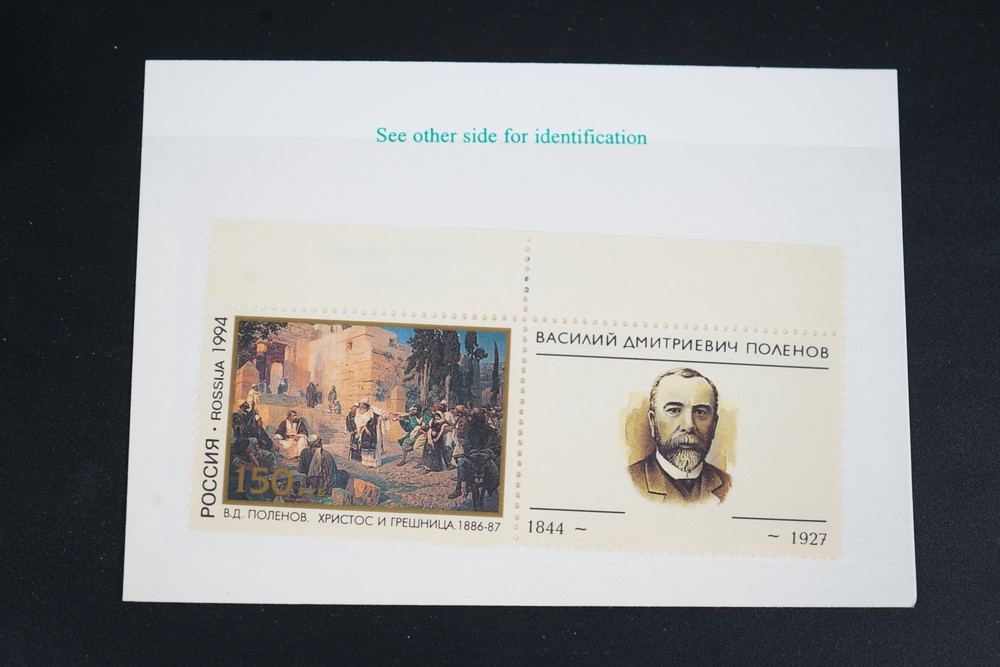 See other side for identification
РОССИЯ • ROSSIJA 1994
150
В.Д. ПОЛЕНОВ. ХРИСТОС И ГРЕШНИЦА.1886-87
ВАСИЛИЙ ДМИТРИЕВИЧ ПОЛЕНОВ
1844 ~
~ 1927